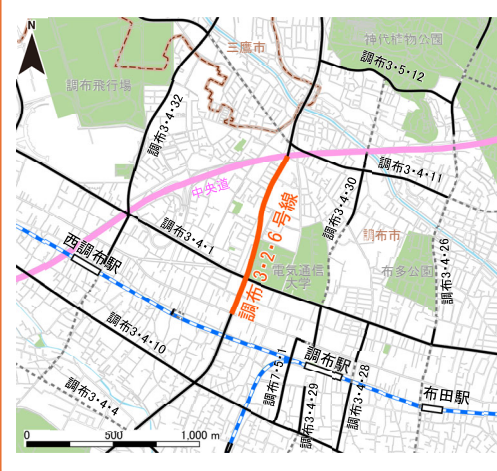 N
三鷹市
神代植物公園
調布3・5・12
調布飛行場
調布3・4・32
調布3・4・11
中央道
調布3・4・30
調布3・2・6号線
調布3・4・1
調布市
西調布駅
電気通信
大学
布多公園
調布3・4・26
調布3・4・10
調布駅
調布7・5・1
調布3・4・28
調布3・4・29
布田駅
調布3・4・4
0 500 1,000 m